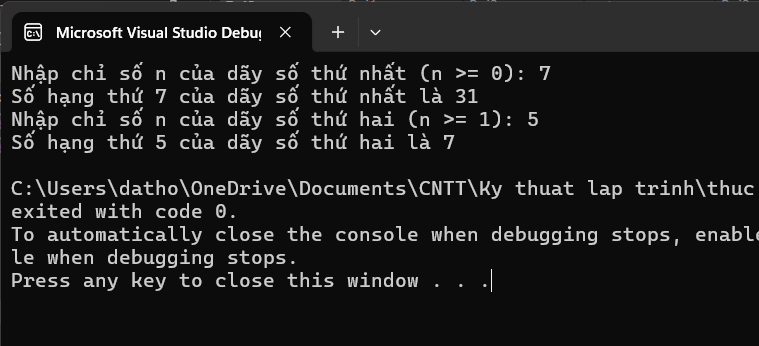 Microsoft Visual Studio Debug
Nhập chỉ số n của dãy số thứ nhất (n >= 0): 7
Số hạng thứ 7 của dãy số thứ nhất là 31
Nhập chỉ số n của dãy số thứ hai (n >= 1): 5
Số hạng thứ 5 của dãy số thứ hai là 7
C:\Users\datho\OneDrive\Documents\CNTT\Ky thuat lap trinh\thuc
exited with code 0.
To automatically close the console when debugging stops, enable
le when debugging stops.
Press any key to close this window . . .